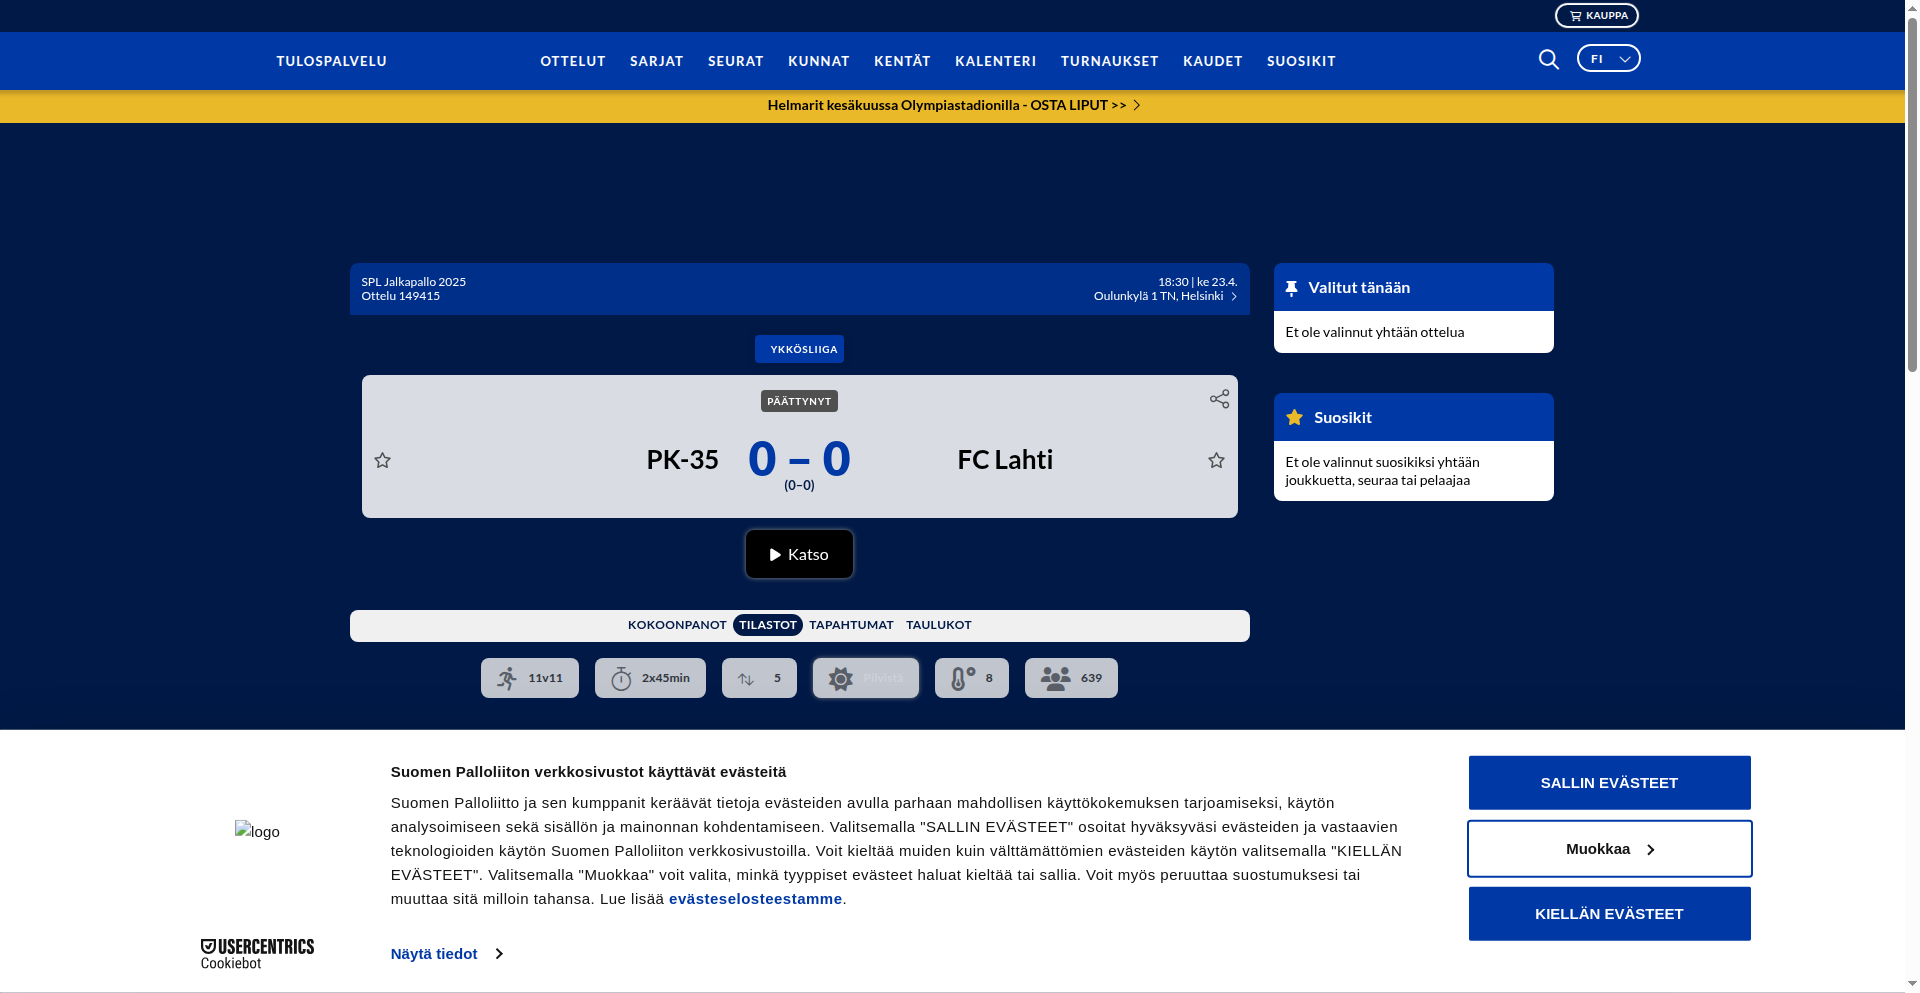 KAUPPA
TULOSPALVELU
OTTELUT SARJAT SEURAT KUNNAT KENTÄT KALENTERI TURNAUKSET KAUDET SUOSIKIT
FI
Helmarit kesäkuussa Olympiastadionilla - OSTA LIPUT >>
SPL Jalkapallo 2025
Ottelu 149415
18:30 | ke 23.4.
Oulunkylä 1 TN, Helsinki
YKKÖSLIIGA
PÄÄTTYNYT
PK-35 0 – 0 FC Lahti
(0–0)
Katso
Valitut tänään
Et ole valinnut yhtään ottelua
Suosikit
Et ole valinnut suosikiksi yhtään
joukkuetta, seuraa tai pelaajaa
KOKOONPANOT TILASTOT TAPAHTUMAT TAULUKOT
11v11 2x45min 5 Pilvistä 8 639
logo
USERCENTRICS
Cookiebot
Suomen Palloliiton verkkosivustot käyttävät evästeitä
Suomen Palloliitto ja sen kumppanit keräävät tietoja evästeiden avulla parhaan mahdollisen käyttökokemuksen tarjoamiseksi, käytön
analysoimiseen sekä sisällön ja mainonnan kohdentamiseen. Valitsemalla "SALLIN EVÄSTEET" osoitat hyväksyväsi evästeiden ja vastaavien
teknologioiden käytön Suomen Palloliiton verkkosivustoilla. Voit kieltää muiden kuin välttämättömien evästeiden käytön valitsemalla "KIELLÄN
EVÄSTEET". Valitsemalla "Muokkaa" voit valita, minkä tyyppiset evästeet haluat kieltää tai sallia. Voit myös peruuttaa suostumuksesi tai
muuttaa sitä milloin tahansa. Lue lisää evästeselosteestamme.
Näytä tiedot
SALLIN EVÄSTEET
Muokkaa
KIELLÄN EVÄSTEET